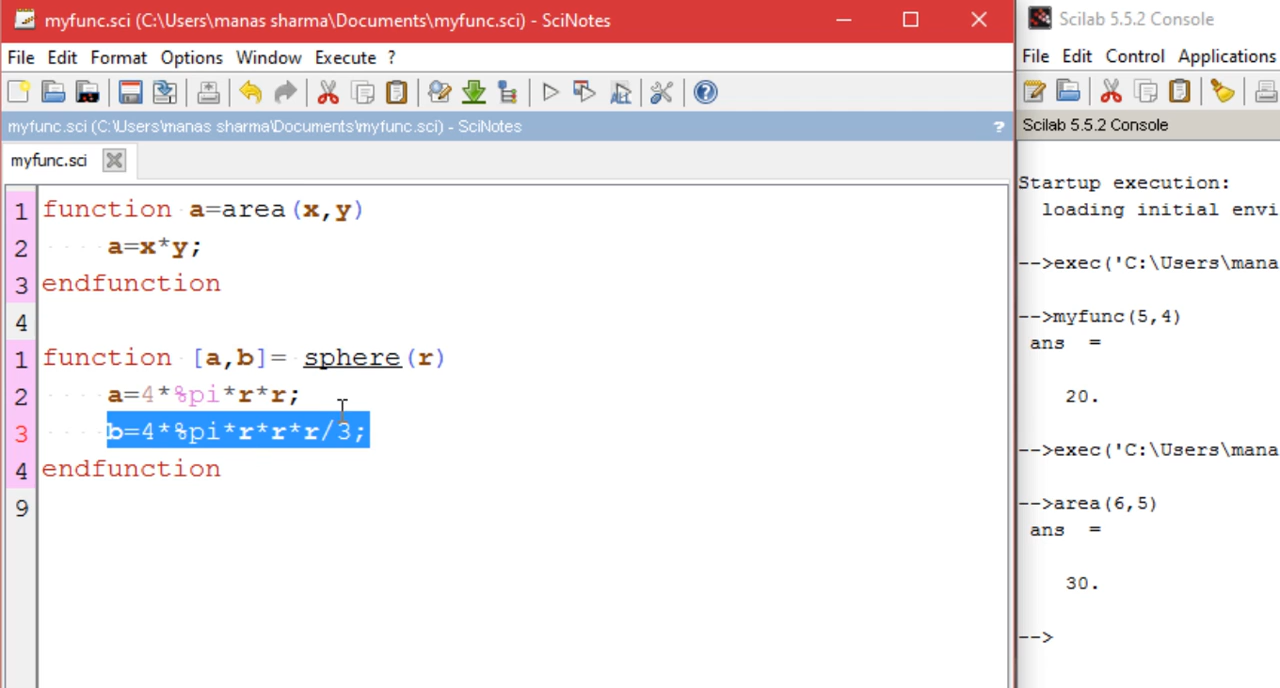 myfunc.sci (C:\Users\manas sharma\Documents\myfunc.sci) - SciNotes
File Edit Format Options Window Execute ?
myfunc.sci (C:\Users\manas sharma\Documents\myfunc.sci) - SciNotes ?
myfunc.sci
1 function a=area(x,y)
2 a=x*y;
3 endfunction
4
1 function [a,b]= sphere(r)
2 a=4*%pi*r*r;
3 b=4*%pi*r*r*r/3;
4 endfunction
9
Scilab 5.5.2 Console
File Edit Control Applications
Scilab 5.5.2 Console
Startup execution:
loading initial envi
-->exec('C:\Users\mana
-->myfunc(5,4)
ans =
20.
-->exec('C:\Users\mana
-->area(6,5)
ans =
30.
-->